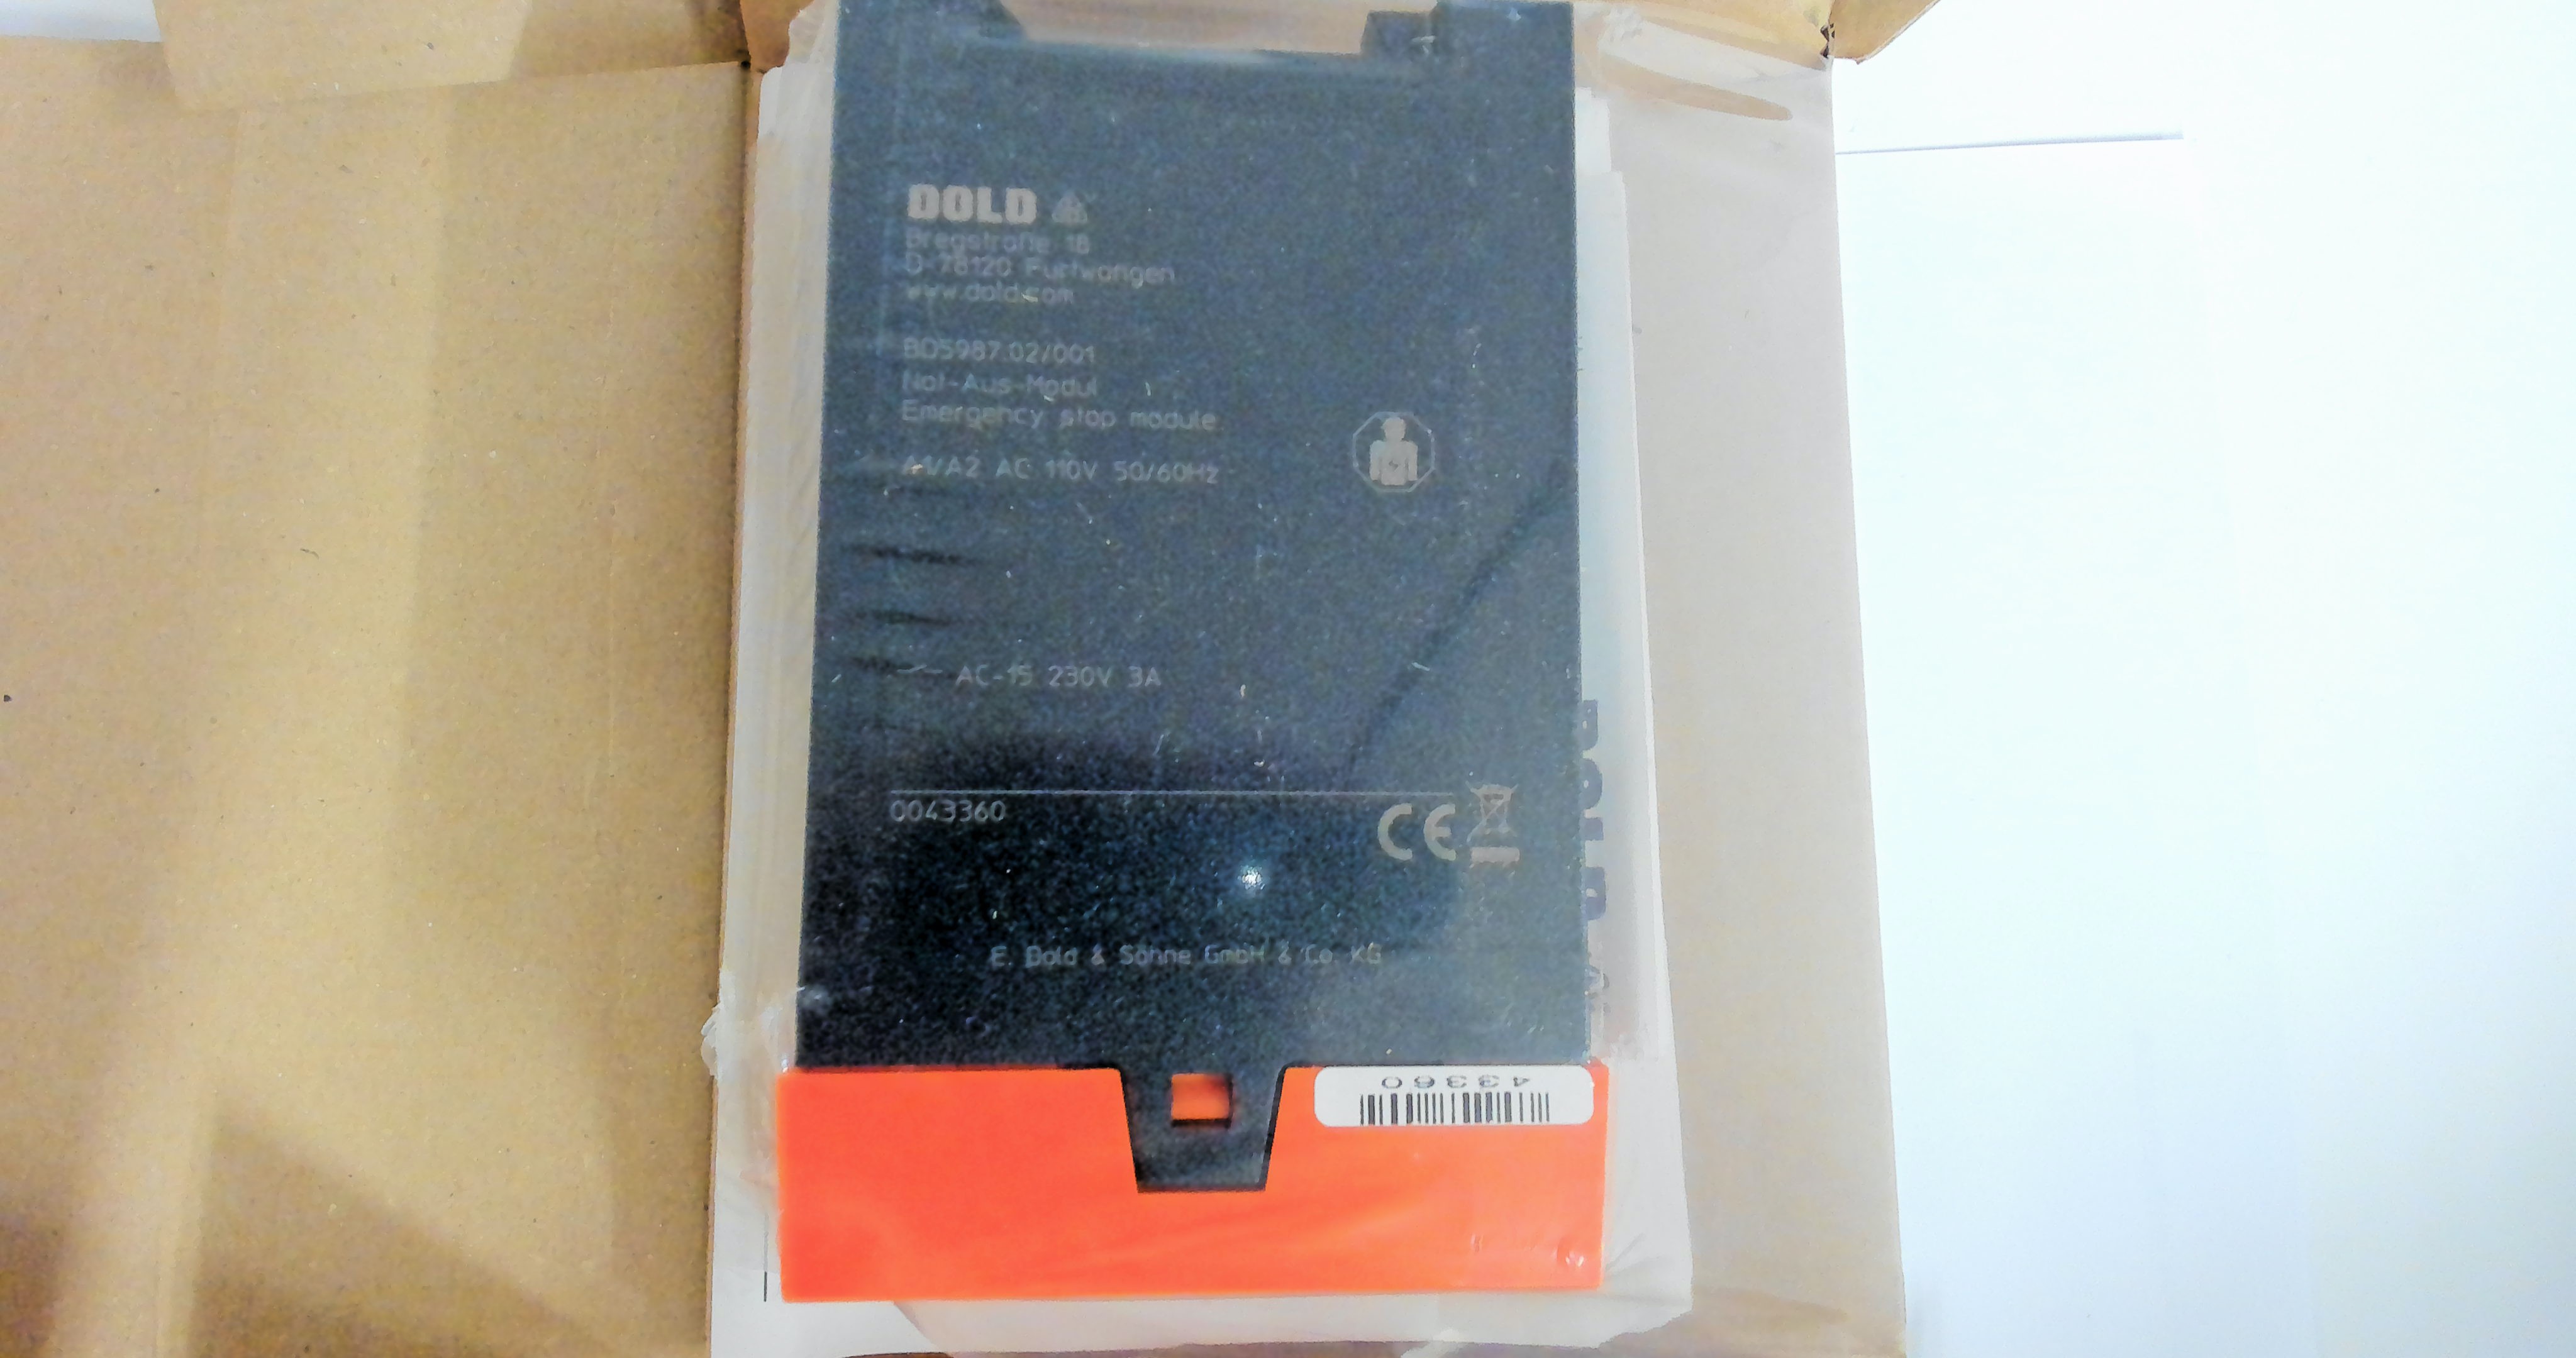 DOLD
Bregstraße 18
D-78120 Furtwangen
www.dold.com
BD5987.02/001
Not-Aus-Modul
Emergency stop module
A1/A2 AC 110V 50/60Hz
AC-15 230V 3A
0043360
CE
E. Dold & Söhne GmbH & Co. KG
43360
DOLD